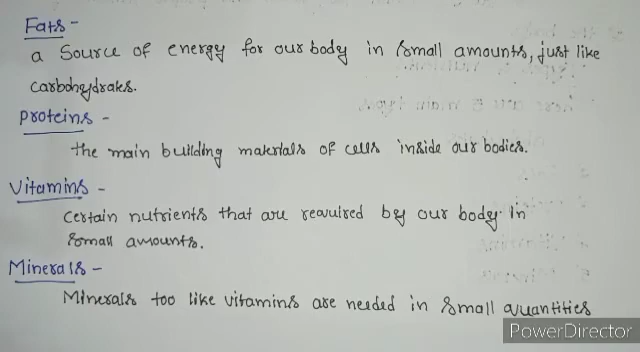 Fats -
a Source of energy for our body in small amounts, just like
carbohydrates.
Proteins -
the main building materials of cells inside our bodies.
Vitamins -
Certain nutrients that are required by our body in
small amounts.
Minerals -
Minerals too like vitamins are needed in small quantities
PowerDirector